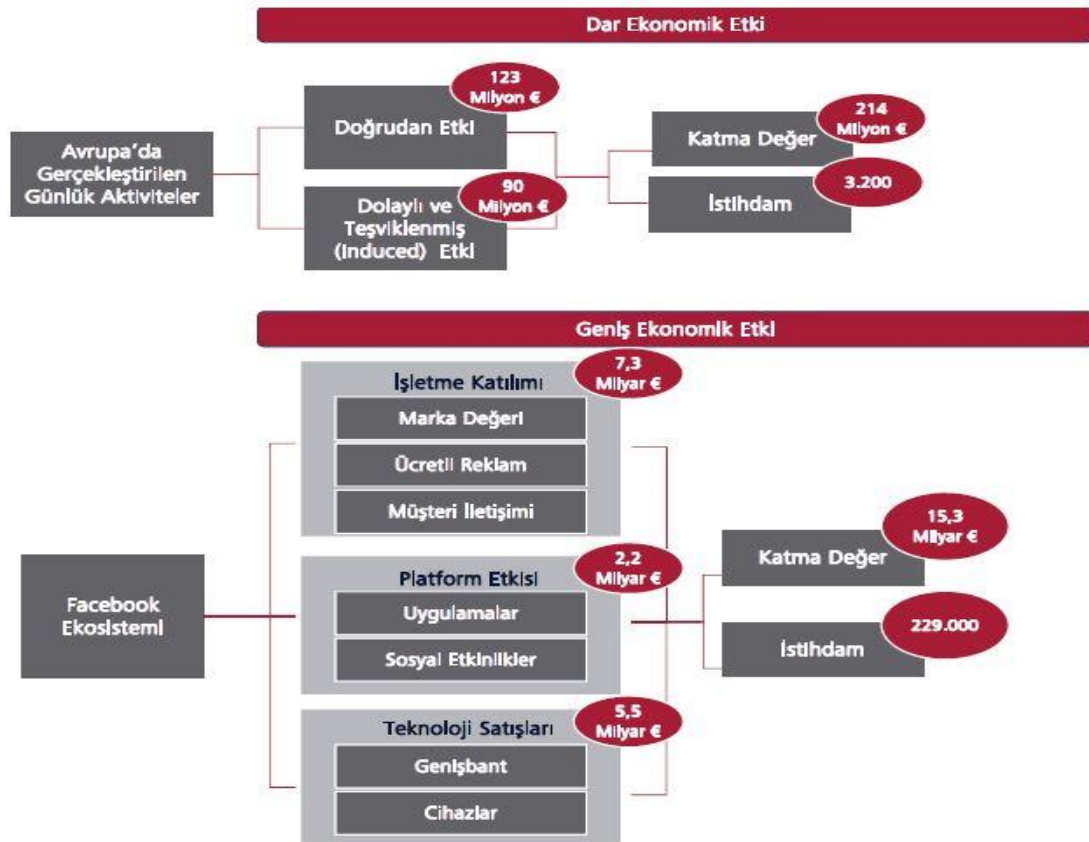 Dar Ekonomik Etki
123
Milyon €
Doğrudan Etki
214
Milyon €
Katma Değer
Avrupa’da
Gerçekleştirilen
Günlük Aktiviteler
90
Milyon €
Dolaylı ve
Teşviklenmiş
(Induced) Etki
3.200
İstihdam
Geniş Ekonomik Etki
7,3
Milyar €
İşletme Katılımı
Marka Değeri
Ücretli Reklam
Müşteri İletişimi
15,3
Milyar €
Katma Değer
2,2
Milyar €
Platform Etkisi
Uygulamalar
Sosyal Etkinlikler
Facebook
Ekosistemi
229.000
İstihdam
5,5
Milyar €
Teknoloji Satışları
Genişbant
Cihazlar